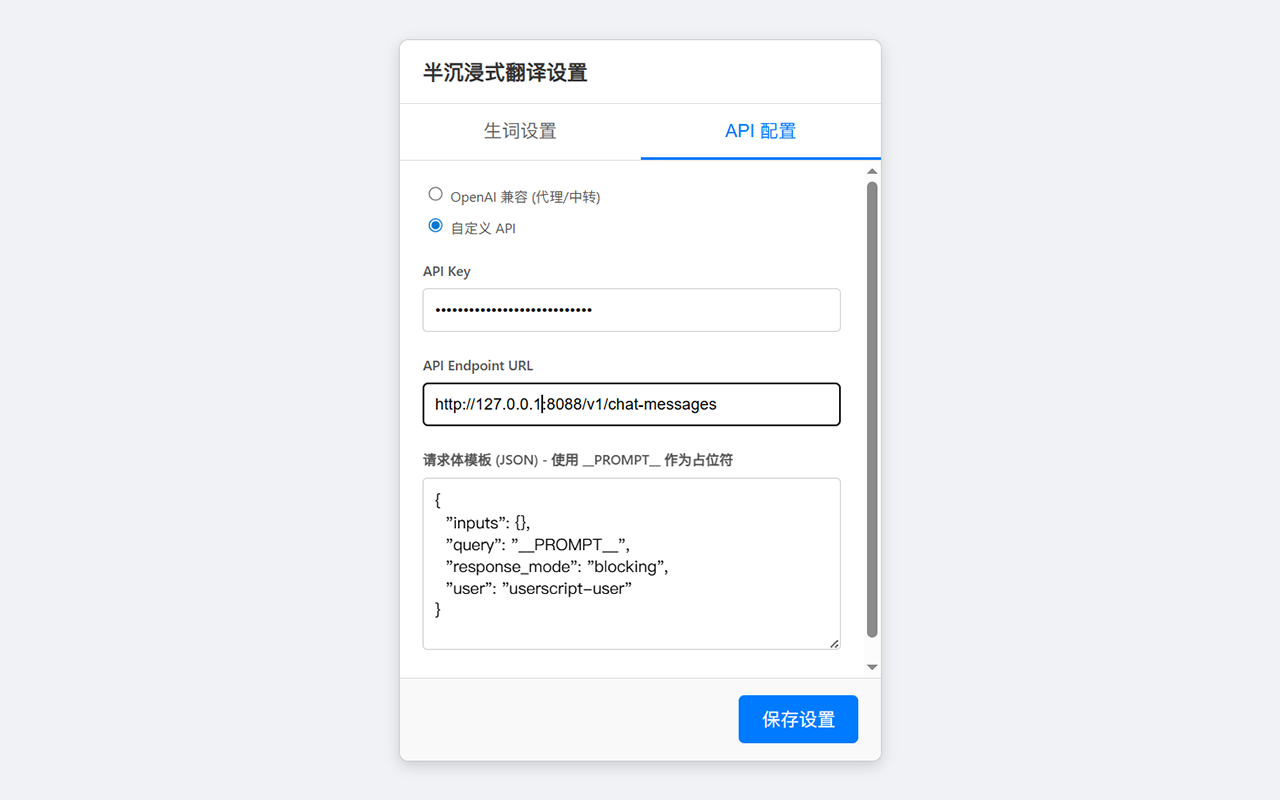 半沉浸式翻译设置
生词设置
API 配置
OpenAI 兼容 (代理/中转)
自定义 API
API Key
••••••••••••••••••••••••••••
API Endpoint URL
http://127.0.0.1:8088/v1/chat-messages
请求体模板 (JSON) - 使用 __PROMPT__ 作为占位符
{
"inputs": {},
"query": "__PROMPT__",
"response_mode": "blocking",
"user": "userscript-user"
}
保存设置